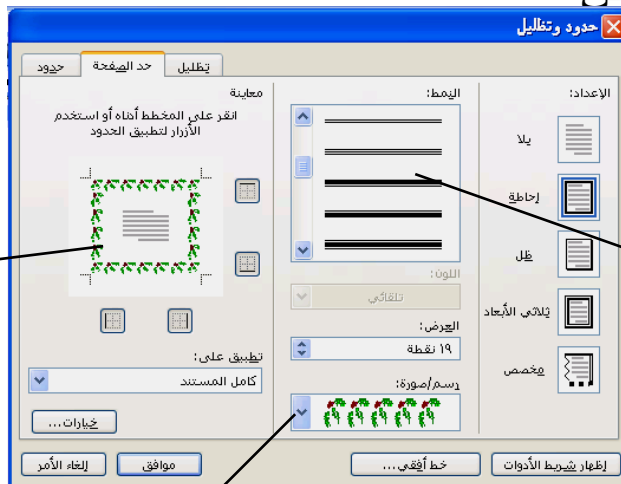 حدود وتظليل
حدود
حد الصفحة
تظليل
الإعداد:
بلا
إحاطة
ظل
ثلاثي الأبعاد
مخصص
النمط:
اللون:
تلقائي
العرض:
١٩ نقطة
رسم/صورة:
معاينة
انقر على المخطط أدناه أو استخدم
الأزرار لتطبيق الحدود
تطبيق على:
كامل المستند
خيارات...
إظهار شريط الأدوات
خط أفقي...
موافق
إلغاء الأمر